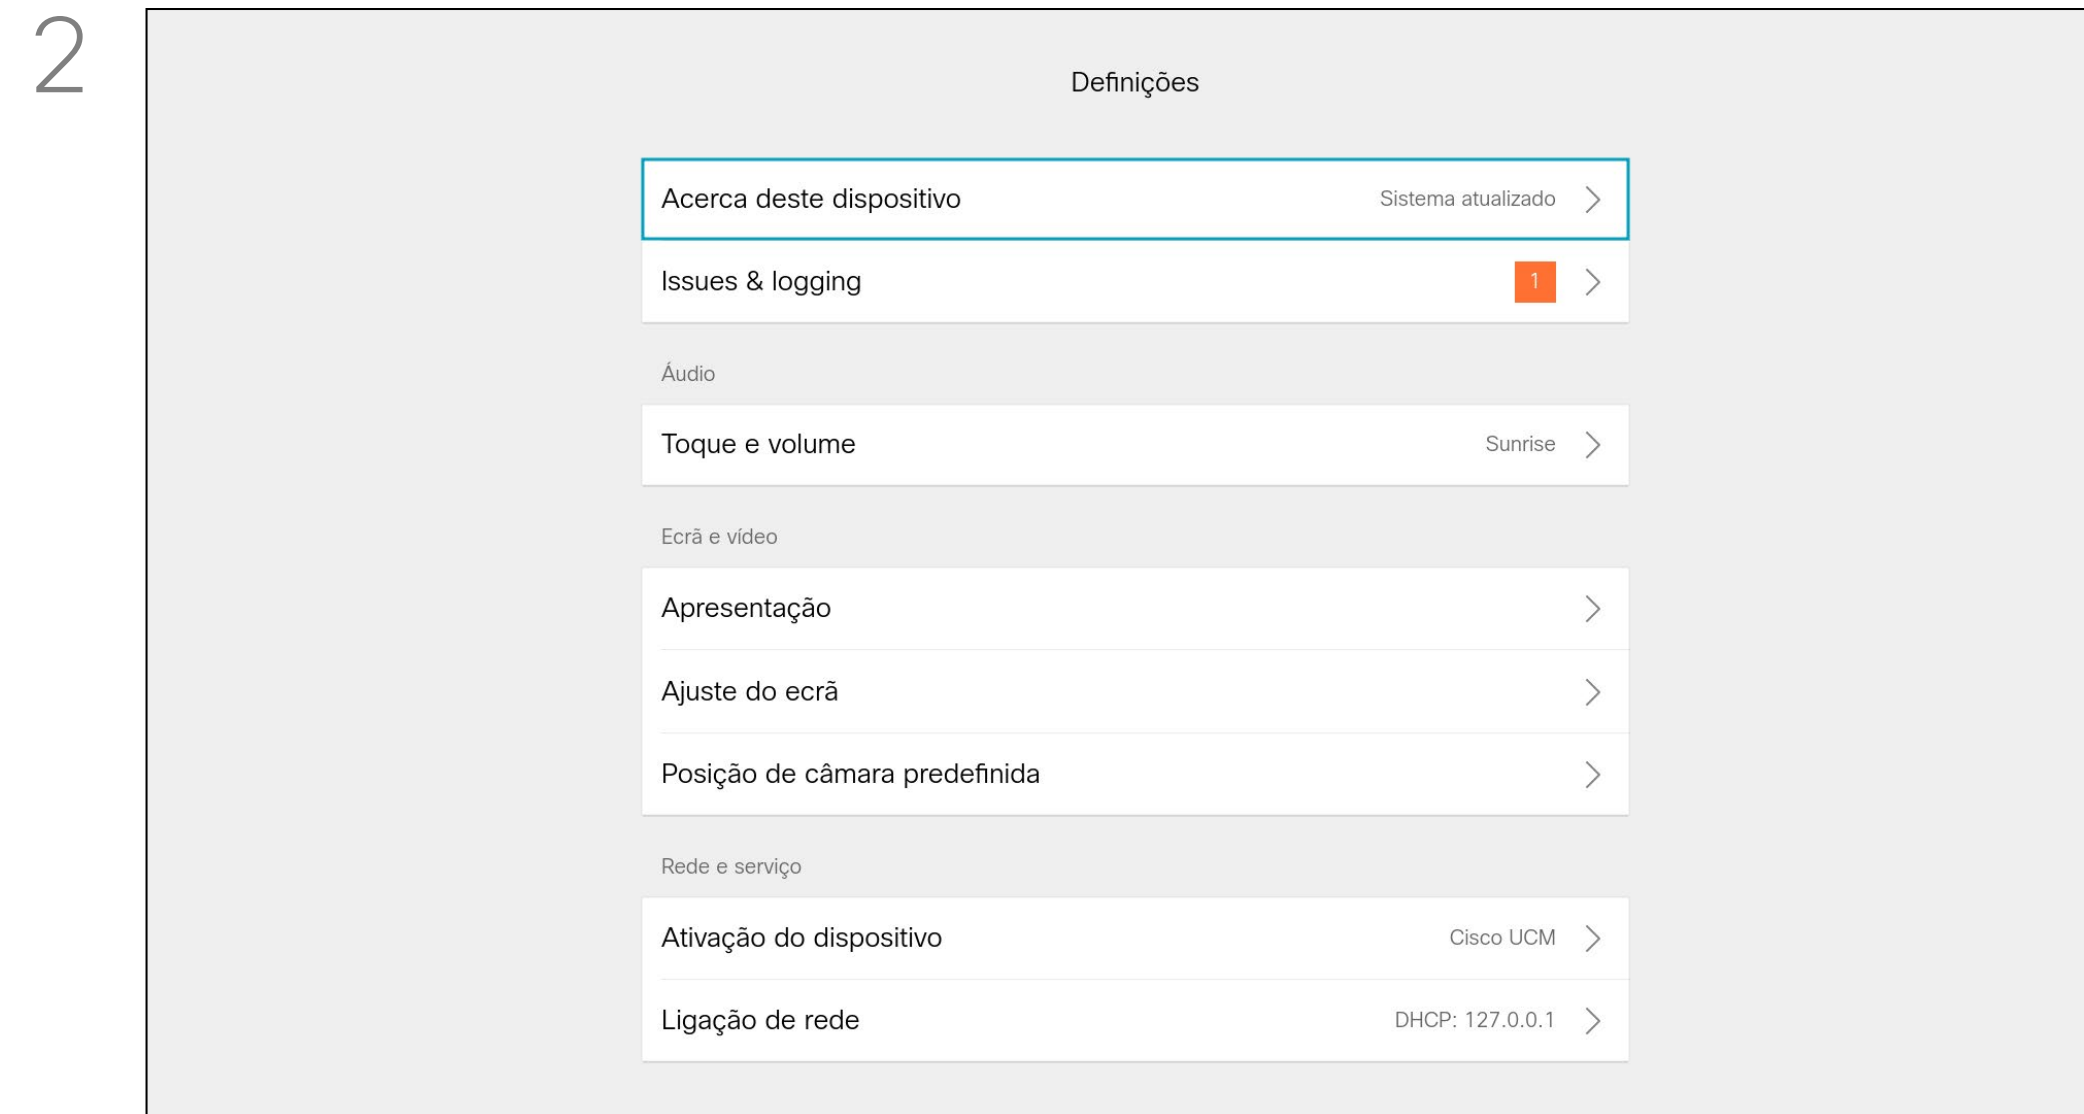 2
Definições
Acerca deste dispositivo Sistema atualizado
Issues & logging 1
Áudio
Toque e volume Sunrise
Ecrã e vídeo
Apresentação
Ajuste do ecrã
Posição de câmara predefinida
Rede e serviço
Ativação do dispositivo Cisco UCM
Ligação de rede DHCP: 127.0.0.1